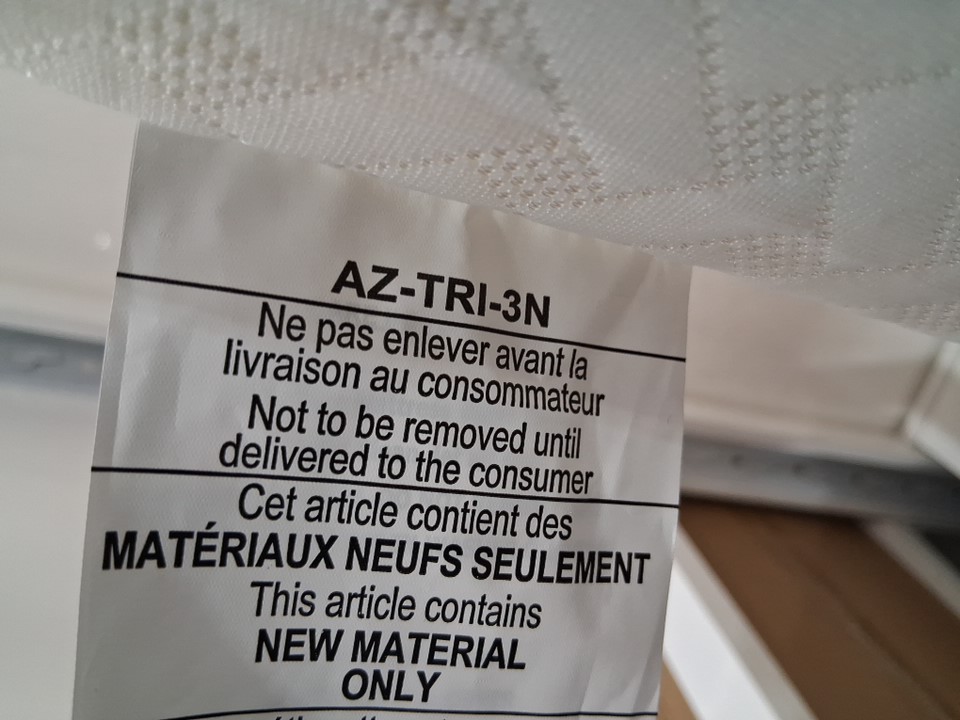 AZ-TRI-3N
Ne pas enlever avant la
livraison au consommateur
Not to be removed until
delivered to the consumer
Cet article contient des
MATÉRIAUX NEUFS SEULEMENT
This article contains
NEW MATERIAL
ONLY